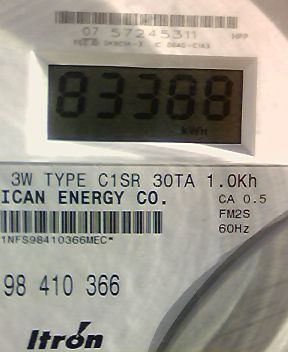 07 57245311 HPP
83388
kWH
3W TYPE C1SR 30TA 1.0Kh
ICAN ENERGY CO. CA 0.5
FM2S
60Hz
1NFS98410366MEC*
98 410 366
Itron